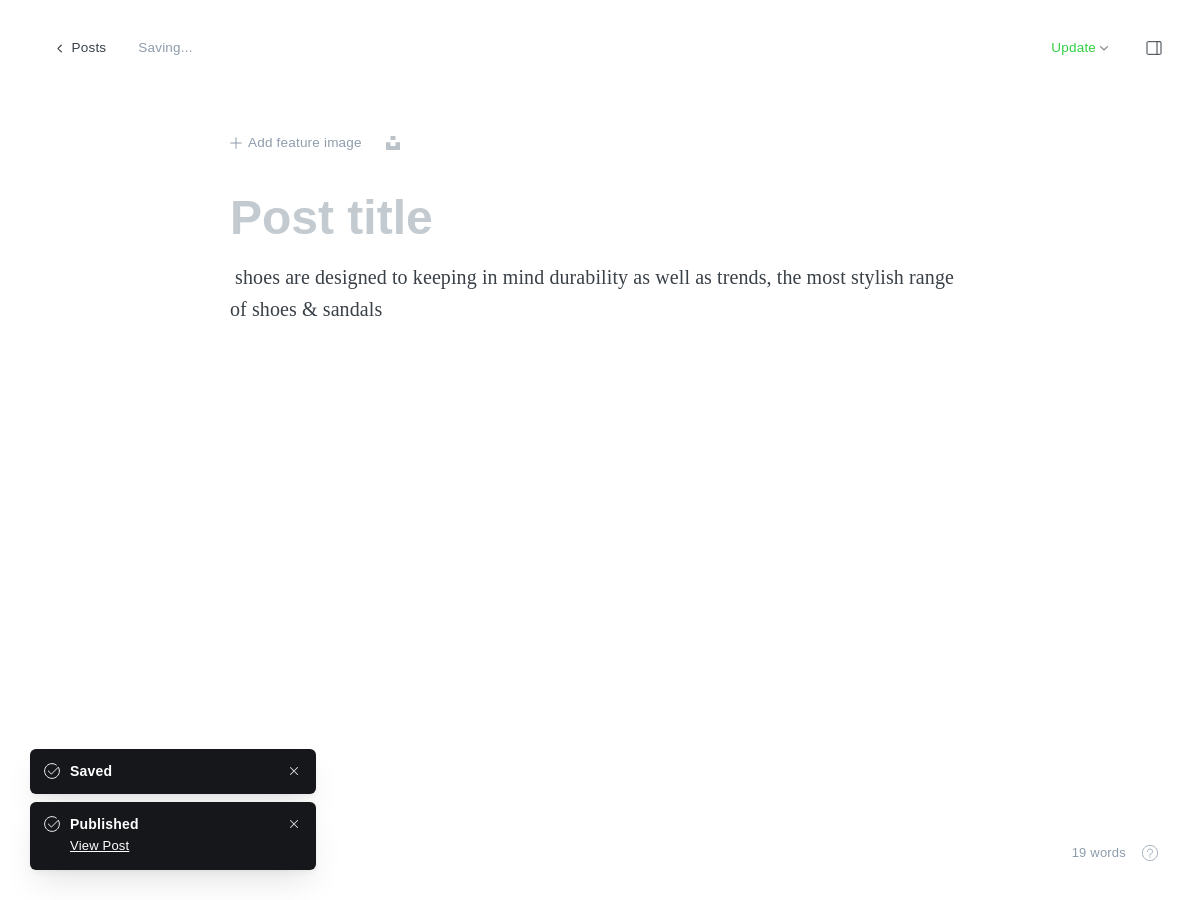 Posts
Saving...
Update
Add feature image
Post title
shoes are designed to keeping in mind durability as well as trends, the most stylish range
of shoes & sandals
Saved
Published
View Post
19 words